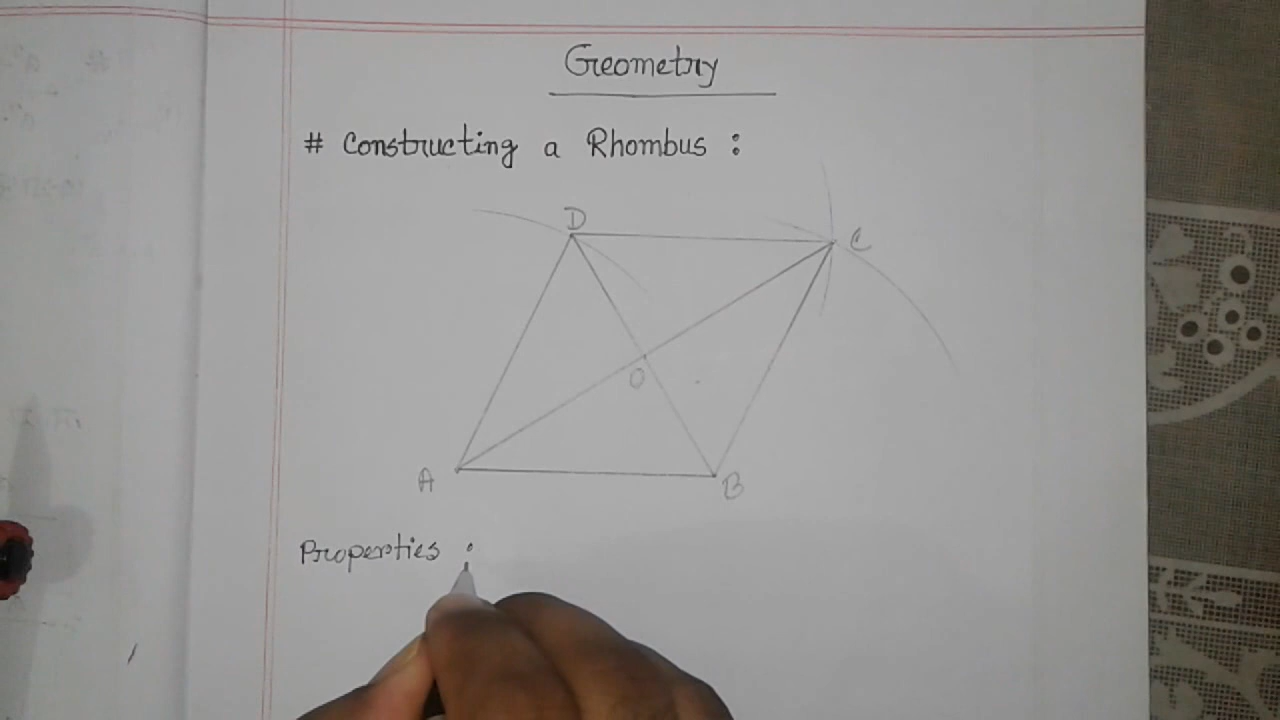 Geometry
# Constructing a Rhombus :
D
C
O
A
B
Properties :